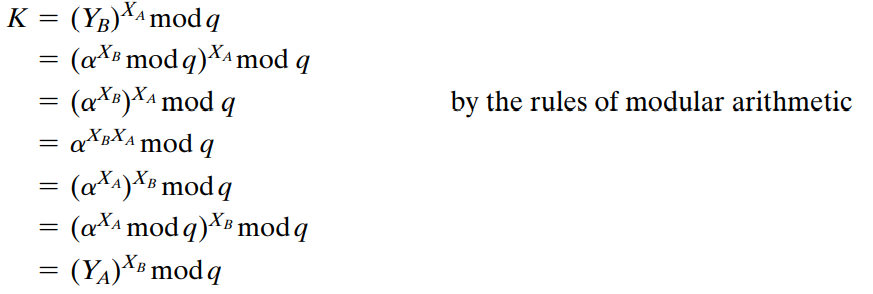 K = (Y_B)^{X_A} mod q
= (α^{X_B} mod q)^{X_A} mod q
= (α^{X_B})^{X_A} mod q by the rules of modular arithmetic
= α^{X_B X_A} mod q
= (α^{X_A})^{X_B} mod q
= (α^{X_A} mod q)^{X_B} mod q
= (Y_A)^{X_B} mod q